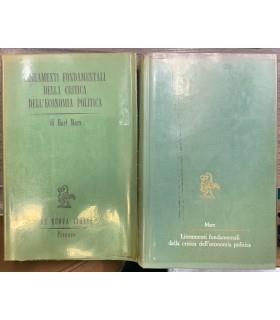 LINEAMENTI FONDAMENTALI
DELLA CRITICA
DELL'ECONOMIA POLITICA
di Karl Marx
LA NUOVA ITALIA
Firenze
Marx
Lineamenti fondamentali
della critica dell'economia politica